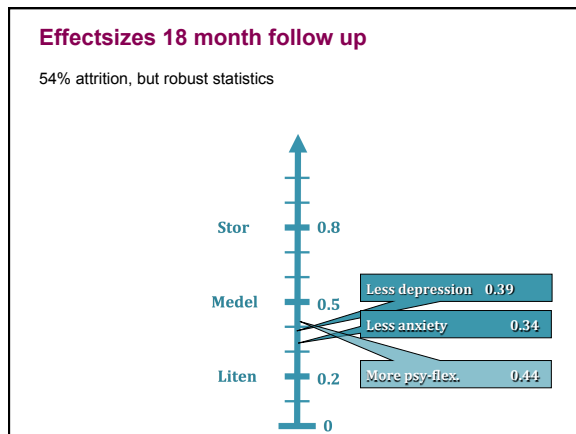 Effectsizes 18 month follow up
54% attrition, but robust statistics
Stor 0.8
Less depression 0.39
Medel 0.5
Less anxiety 0.34
More psy-flex. 0.44
Liten 0.2
0